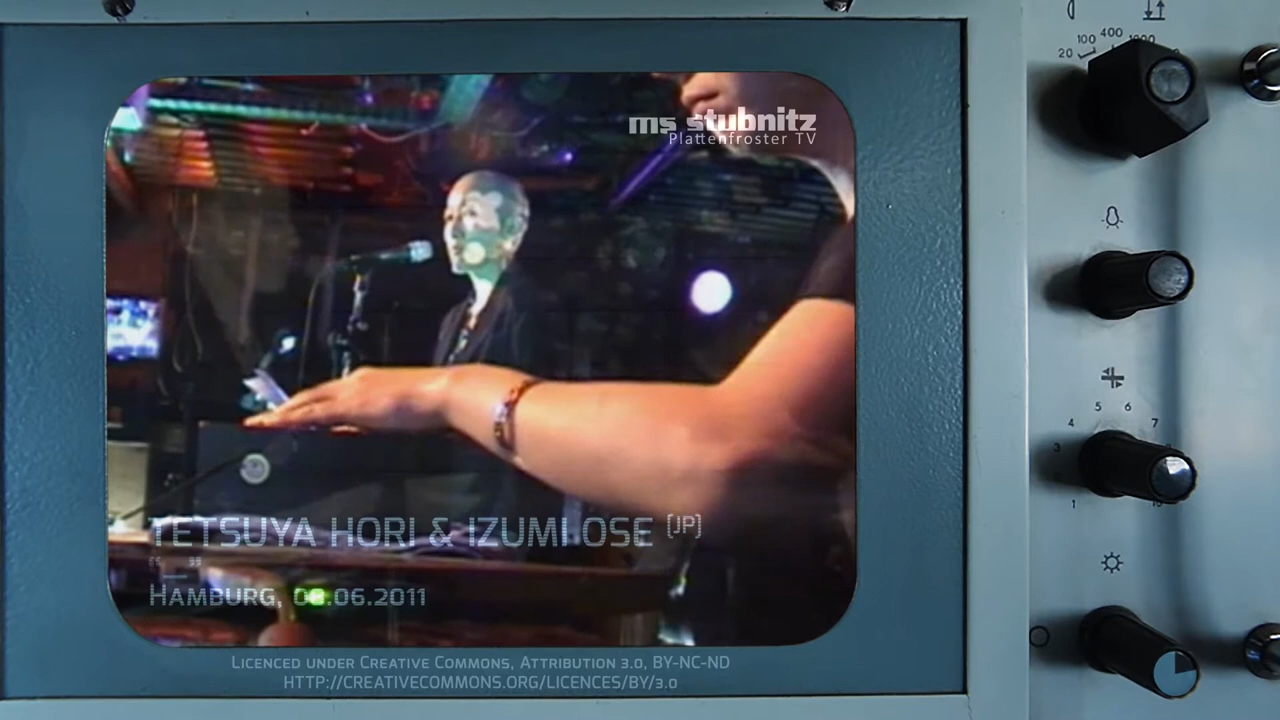 ms stubnitz
Plattenfroster TV
20 100 400 1000
5 6
4 7
3
1 10
TETSUYA HORI & IZUMI OSE [JP]
"_"
HAMBURG, 08.06.2011
LICENCED UNDER CREATIVE COMMONS, ATTRIBUTION 3.0, BY-NC-ND
HTTP://CREATIVECOMMONS.ORG/LICENCES/BY/3.0